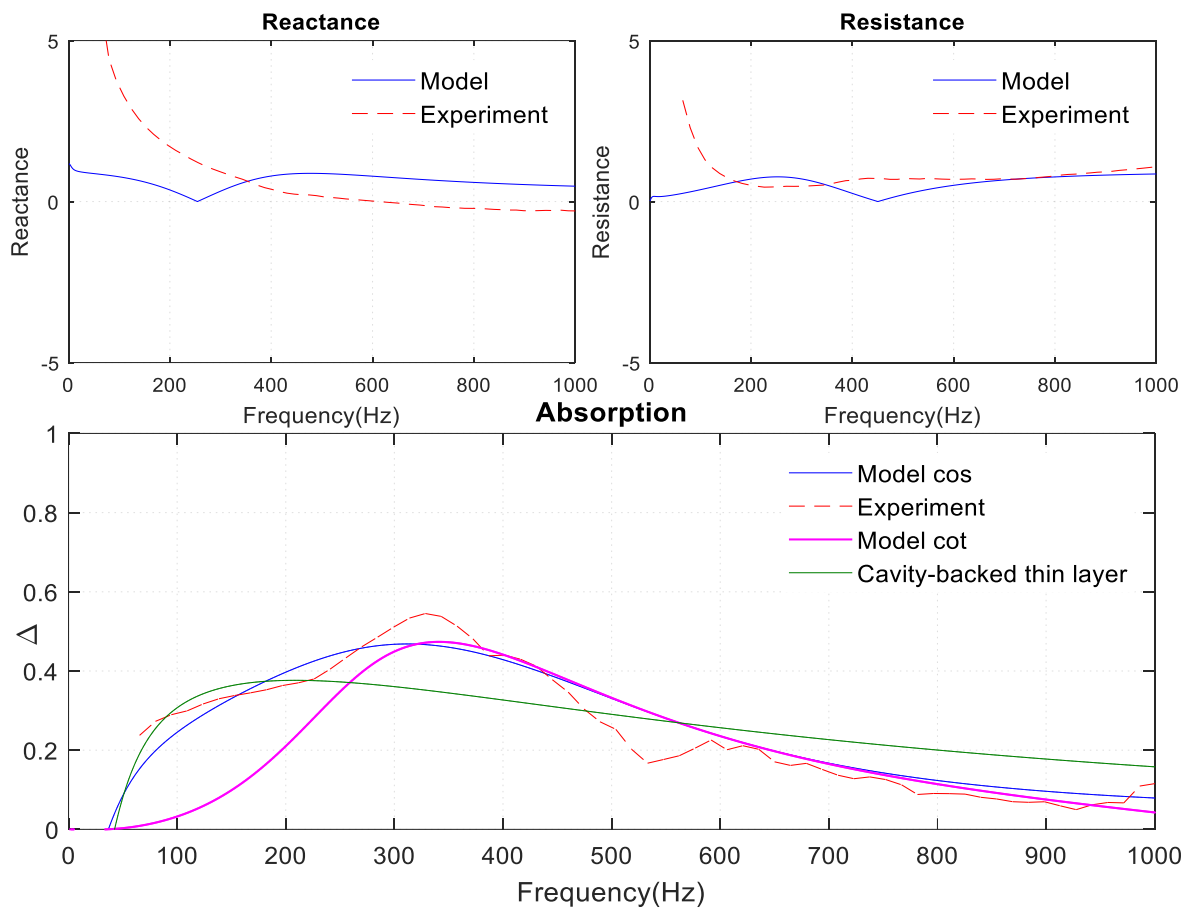 Reactance
5
0
-5
Reactance
0 200 400 600 800 1000
Frequency(Hz)
Model
Experiment
Resistance
5
0
-5
Resistance
0 200 400 600 800 1000
Frequency(Hz)
Model
Experiment
Absorption
1
0.8
0.6
0.4
0.2
0
Δ
0 100 200 300 400 500 600 700 800 900 1000
Frequency(Hz)
Model cos
Experiment
Model cot
Cavity-backed thin layer